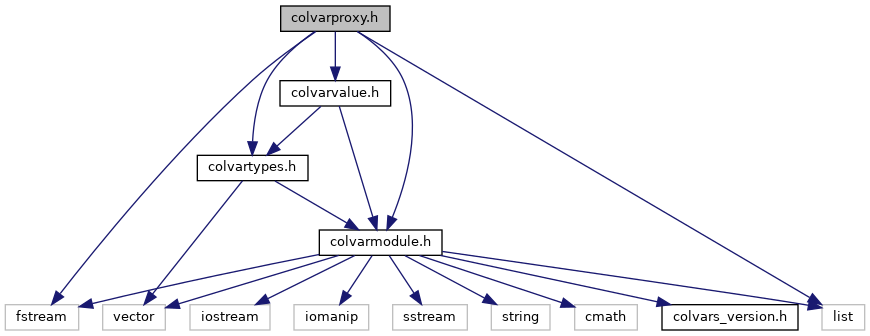 colvarproxy.h
colvarvalue.h
colvartypes.h
colvarmodule.h
fstream
vector
iostream
iomanip
sstream
string
cmath
colvars_version.h
list